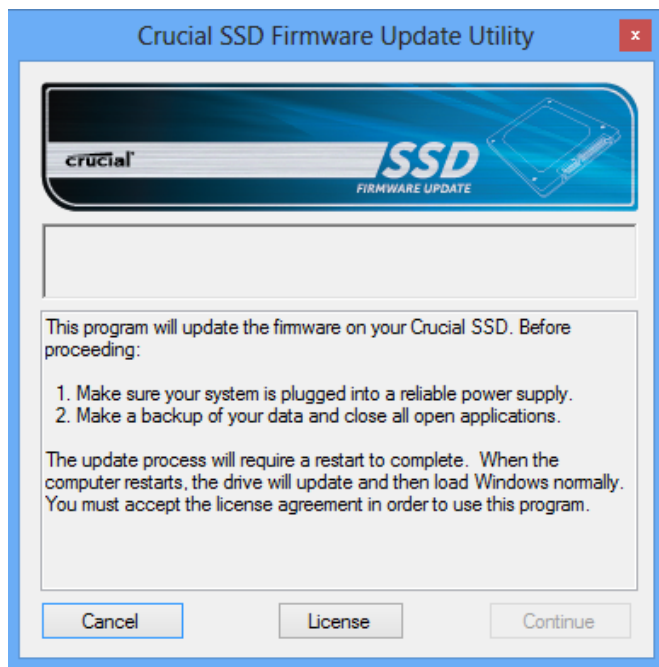 Crucial SSD Firmware Update Utility
x
crucial
SSD
FIRMWARE UPDATE
This program will update the firmware on your Crucial SSD. Before
proceeding:
1. Make sure your system is plugged into a reliable power supply.
2. Make a backup of your data and close all open applications.
The update process will require a restart to complete.  When the
computer restarts, the drive will update and then load Windows normally.
You must accept the license agreement in order to use this program.
Cancel
License
Continue